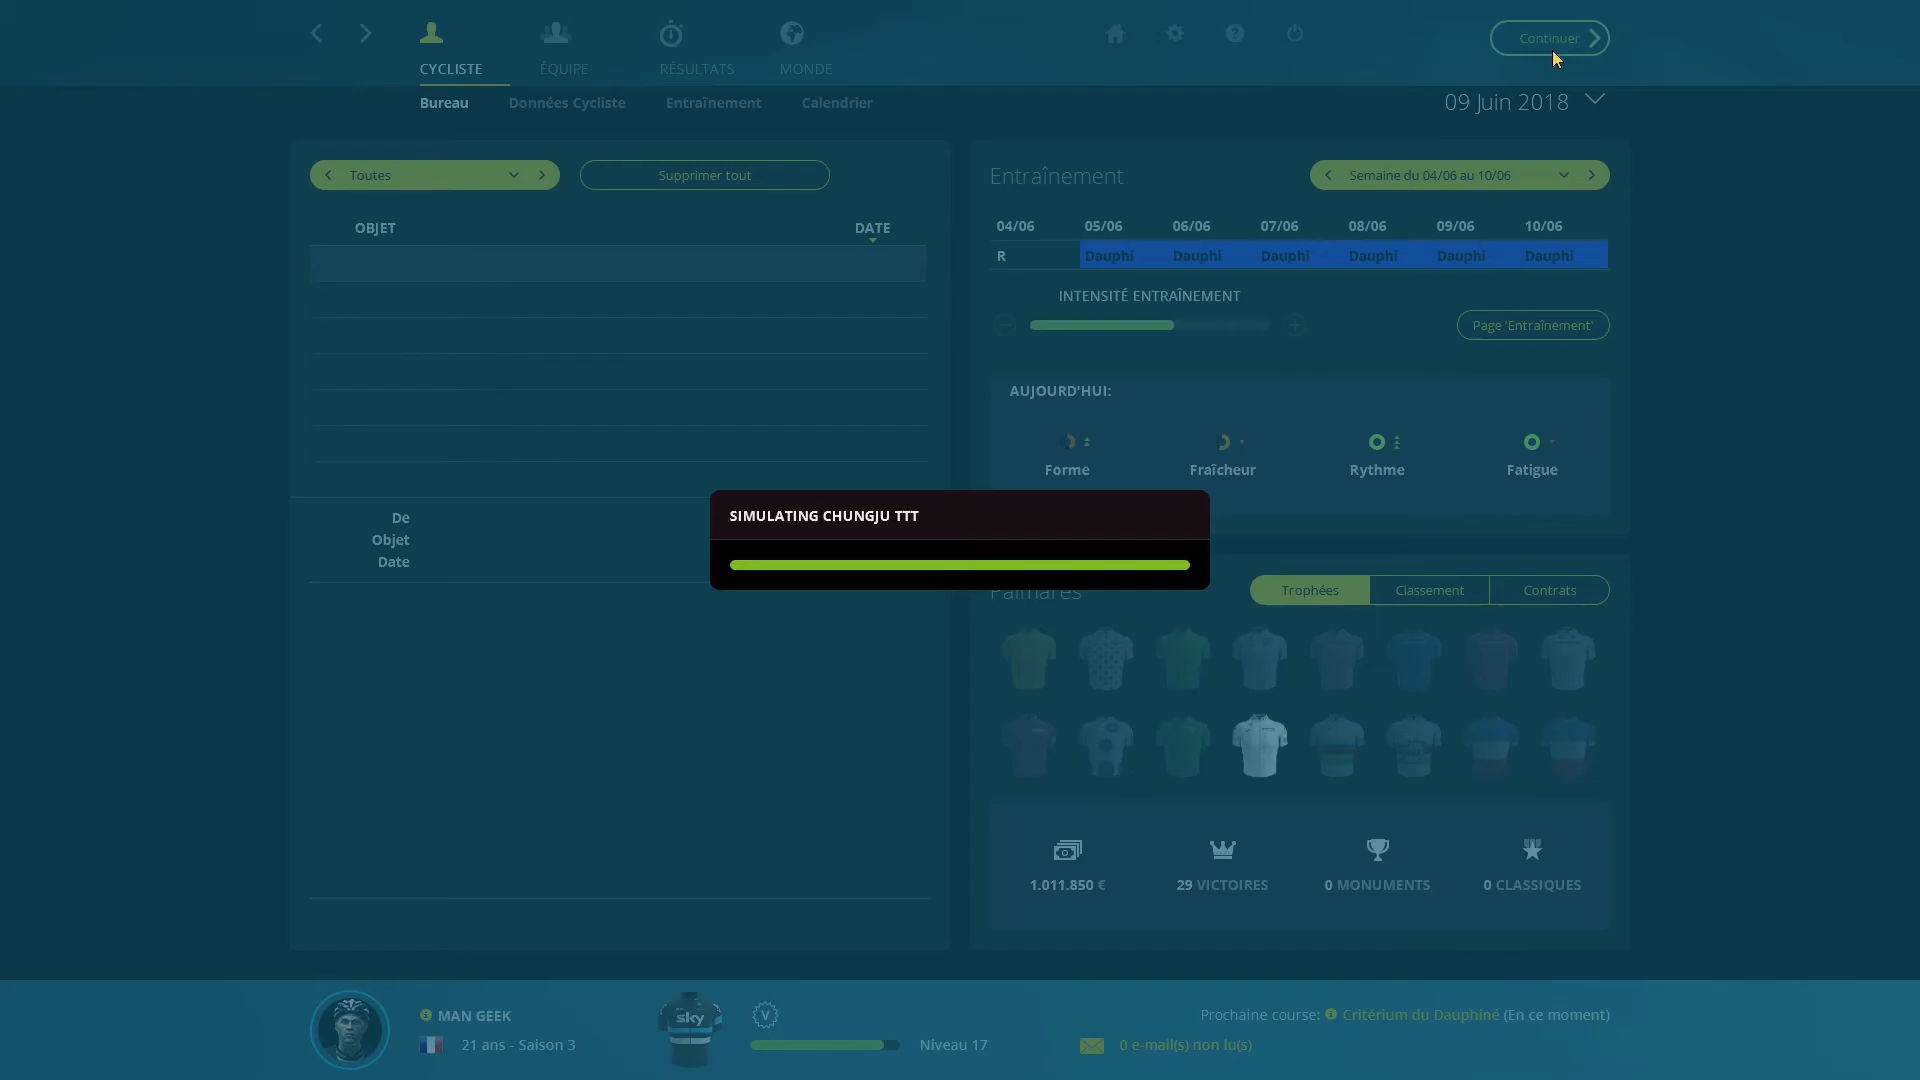 Continuer
CYCLISTE
ÉQUIPE
RÉSULTATS
MONDE
Bureau
Données Cycliste
Entraînement
Calendrier
09 Juin 2018
Toutes
Supprimer tout
OBJET
DATE
Entraînement
Semaine du 04/06 au 10/06
04/06 05/06 06/06 07/06 08/06 09/06 10/06
R Dauphi Dauphi Dauphi Dauphi Dauphi Dauphi
INTENSITÉ ENTRAÎNEMENT
Page 'Entraînement'
AUJOURD'HUI:
Forme
Fraîcheur
Rythme
Fatigue
De
Objet
Date
SIMULATING CHUNGJU TTT
Palmarès
Trophées
Classement
Contrats
1.011.850 €
29 VICTOIRES
0 MONUMENTS
0 CLASSIQUES
MAN GEEK
21 ans - Saison 3
sky
V
Niveau 17
Prochaine course: Critérium du Dauphiné (En ce moment)
0 e-mail(s) non lu(s)